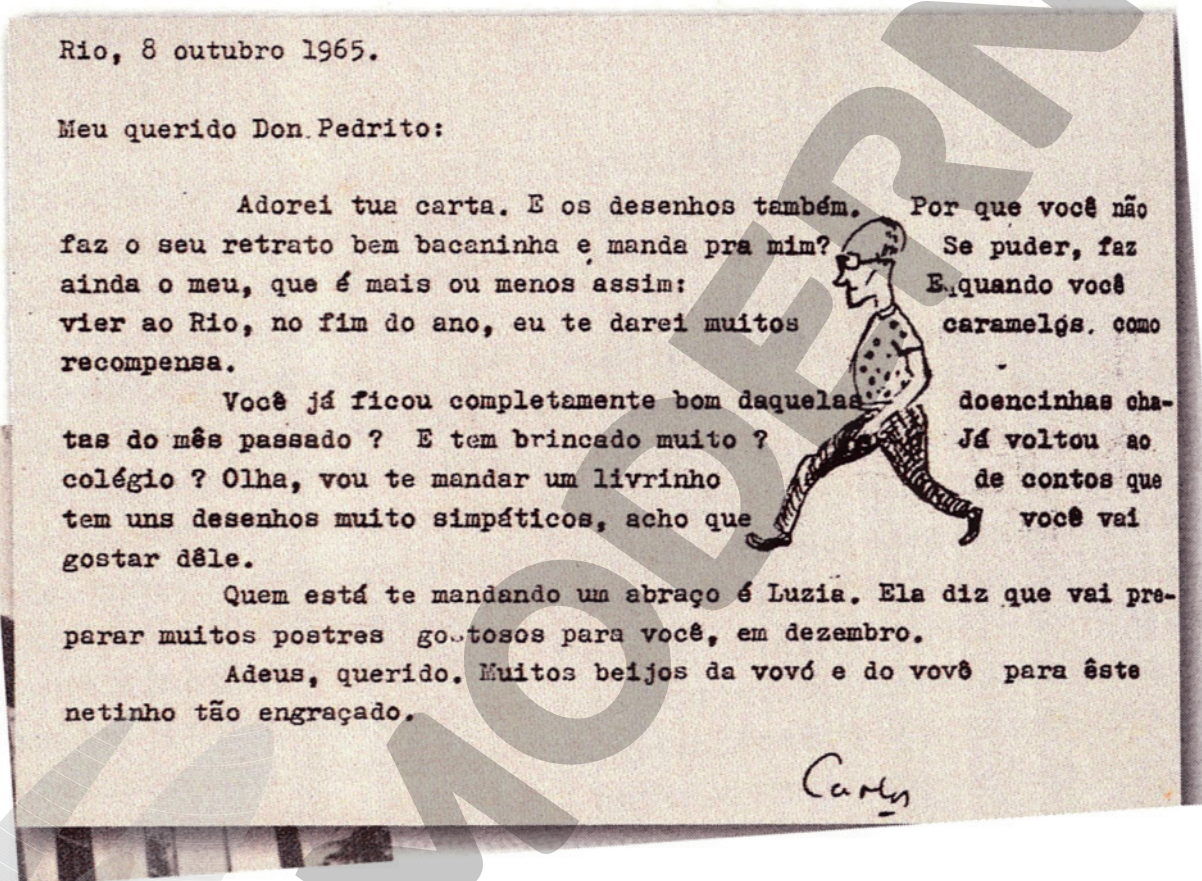 Rio, 8 outubro 1965.
Meu querido Don Pedrito:
Adorei tua carta. E os desenhos também. Por que você não
faz o seu retrato bem bacaninha e manda pra mim? Se puder, faz
ainda o meu, que é mais ou menos assim: E quando você
vier ao Rio, no fim do ano, eu te darei muitos caramelos, como
recompensa.
Você já ficou completamente bom daquelas doencinhas cha-
tas do mês passado ? E tem brincado muito ? Já voltou ao
colégio ? Olha, vou te mandar um livrinho de contos que
tem uns desenhos muito simpáticos, acho que você vai
gostar dêle.
Quem está te mandando um abraço é Luzia. Ela diz que vai pre-
parar muitos postres gostosos para você, em dezembro.
Adeus, querido. Muitos beijos da vovó e do vovô para êste
netinho tão engraçado.
Carlos
MODERN